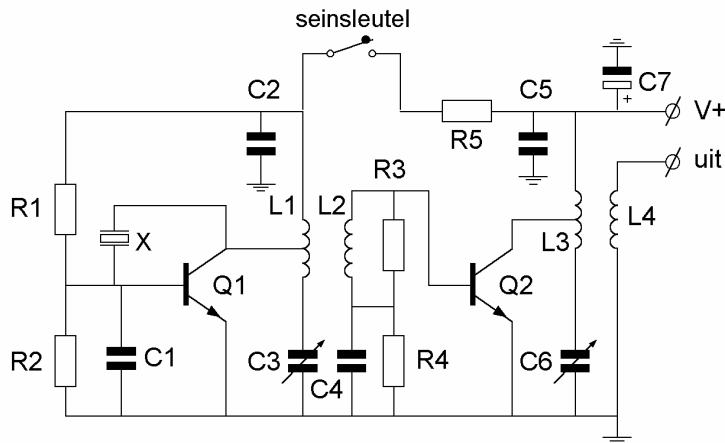 seinsleutel
C2
C5
C7
+
V+
R5
uit
R3
R1
L1
L2
L4
X
L3
Q1
Q2
R2
C1
C3
C4
R4
C6